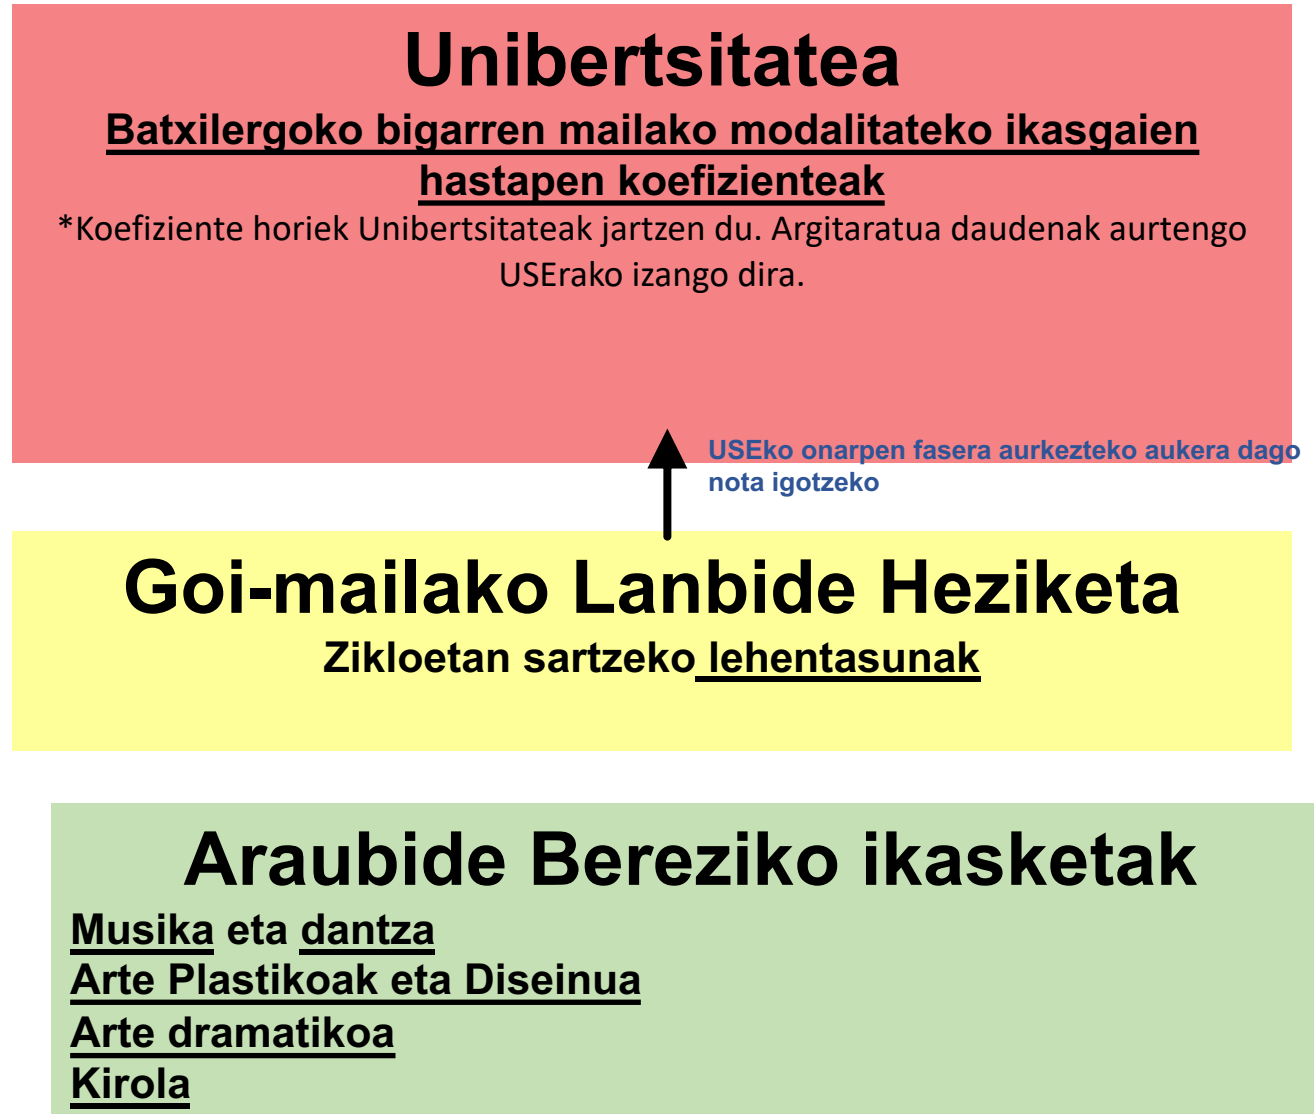 Unibertsitatea
Batxilergoko bigarren mailako modalitateko ikasgaien
hastapen koefizienteak
*Koefiziente horiek Unibertsitateak jartzen du. Argitaratua daudenak aurtengo
USErako izango dira.
USEko onarpen fasera aurkezteko aukera dago
nota igotzeko
Goi-mailako Lanbide Heziketa
Zikloetan sartzeko lehentasunak
Araubide Bereziko ikasketak
Musika eta dantza
Arte Plastikoak eta Diseinua
Arte dramatikoa
Kirola